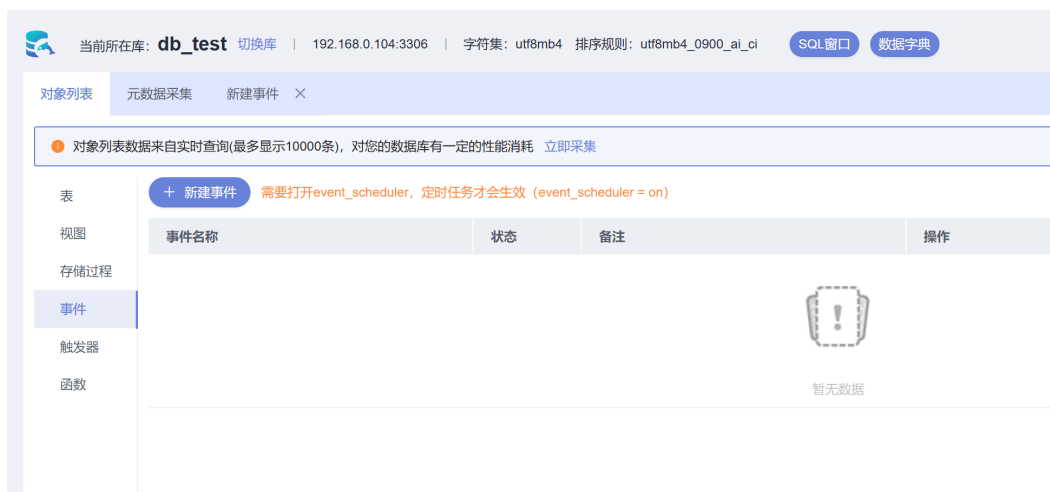 当前所在库: db_test 切换库 | 192.168.0.104:3306 | 字符集: utf8mb4 排序规则: utf8mb4_0900_ai_ci SQL窗口 数据字典
对象列表 元数据采集 新建事件 ×
对象列表数据来自实时查询(最多显示10000条)，对您的数据库有一定的性能消耗 立即采集
表
+ 新建事件 需要打开event_scheduler，定时任务才会生效（event_scheduler = on）
视图
事件名称 状态 备注 操作
存储过程
事件
触发器
函数
暂无数据